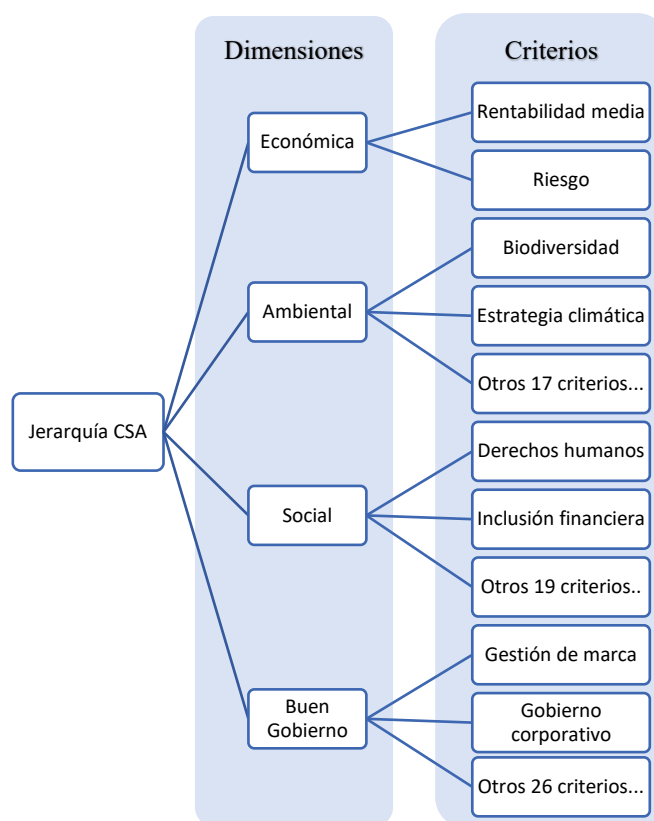 Dimensiones
Criterios
Jerarquía CSA
Económica
Rentabilidad media
Riesgo
Ambiental
Biodiversidad
Estrategia climática
Otros 17 criterios...
Social
Derechos humanos
Inclusión financiera
Otros 19 criterios..
Buen
Gobierno
Gestión de marca
Gobierno
corporativo
Otros 26 criterios...